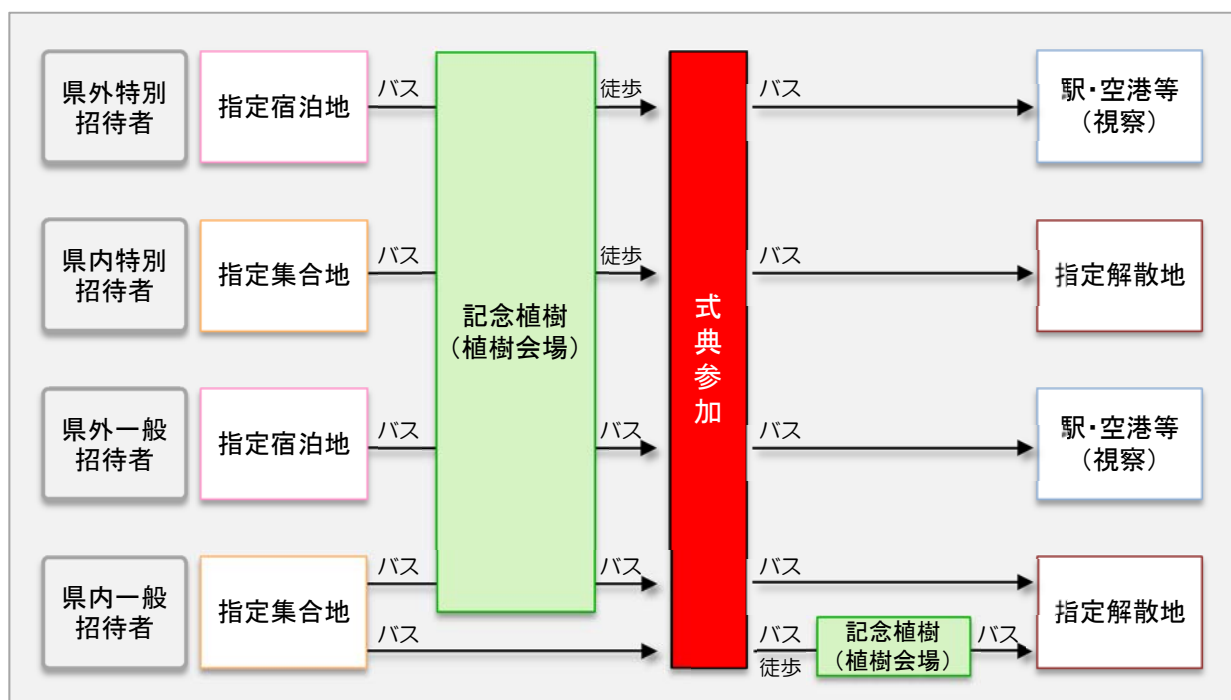 県外特別
招待者
指定宿泊地
バス
徒歩
バス
駅・空港等
（視察）
県内特別
招待者
指定集合地
バス
徒歩
バス
指定解散地
記念植樹
（植樹会場）
式典参加
県外一般
招待者
指定宿泊地
バス
バス
バス
駅・空港等
（視察）
県内一般
招待者
指定集合地
バス
バス
バス
指定解散地
バス
バス
徒歩
記念植樹
（植樹会場）
バス